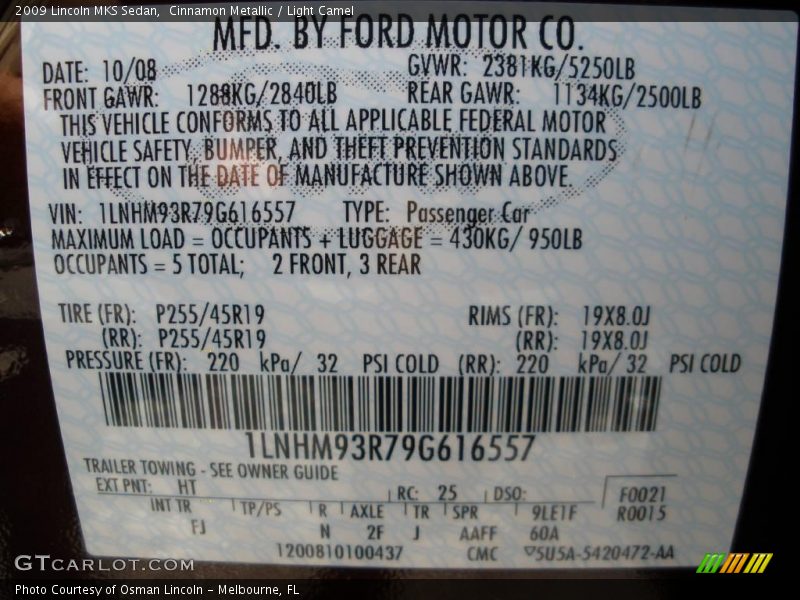 2009 Lincoln MKS Sedan,  Cinnamon Metallic / Light Camel
MFD. BY FORD MOTOR CO.
DATE: 10/08 GVWR: 2381KG/5250LB
FRONT GAWR: 1288KG/2840LB REAR GAWR: 1134KG/2500LB
THIS VEHICLE CONFORMS TO ALL APPLICABLE FEDERAL MOTOR
VEHICLE SAFETY, BUMPER, AND THEFT PREVENTION STANDARDS
IN EFFECT ON THE DATE OF MANUFACTURE SHOWN ABOVE.
VIN: 1LNHM93R79G616557 TYPE: Passenger Car
MAXIMUM LOAD = OCCUPANTS + LUGGAGE = 430KG/ 950LB
OCCUPANTS = 5 TOTAL; 2 FRONT, 3 REAR
TIRE (FR): P255/45R19 RIMS (FR): 19X8.0J
(RR): P255/45R19 (RR): 19X8.0J
PRESSURE (FR): 220 kPa/ 32 PSI COLD (RR): 220 kPa/ 32 PSI COLD
1LNHM93R79G616557
TRAILER TOWING - SEE OWNER GUIDE
EXT PNT: HT RC: 25 DSO: F0021
INT TR TP/PS R AXLE TR SPR 9LE1F R0015
FJ N 2F J AAFF 60A
1200810100437 CMC 5U5A-5420472-AA
GTCARLOT.COM
Photo Courtesy of Osman Lincoln - Melbourne, FL